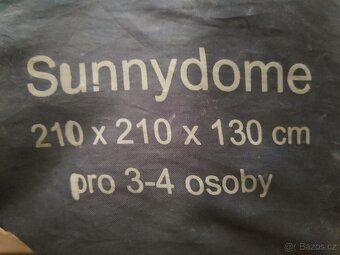 Sunnydome
210 x 210 x 130 cm
pro 3-4 osoby
Bazos.cz